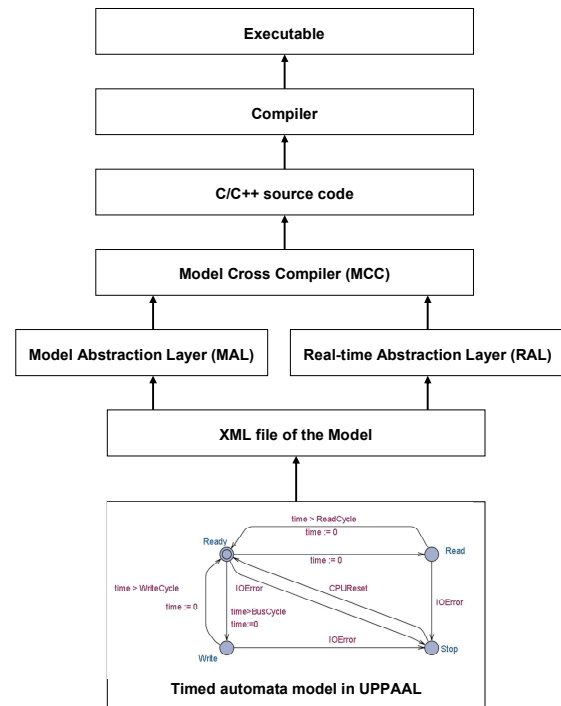 Executable
Compiler
C/C++ source code
Model Cross Compiler (MCC)
Model Abstraction Layer (MAL)
Real-time Abstraction Layer (RAL)
XML file of the Model
time > ReadCycle
time := 0
Ready
Read
time := 0
time > WriteCycle
IOError
CPUReset
IOError
time := 0
time>BusCycle
time:=0
IOError
Write
Stop
Timed automata model in UPPAAL